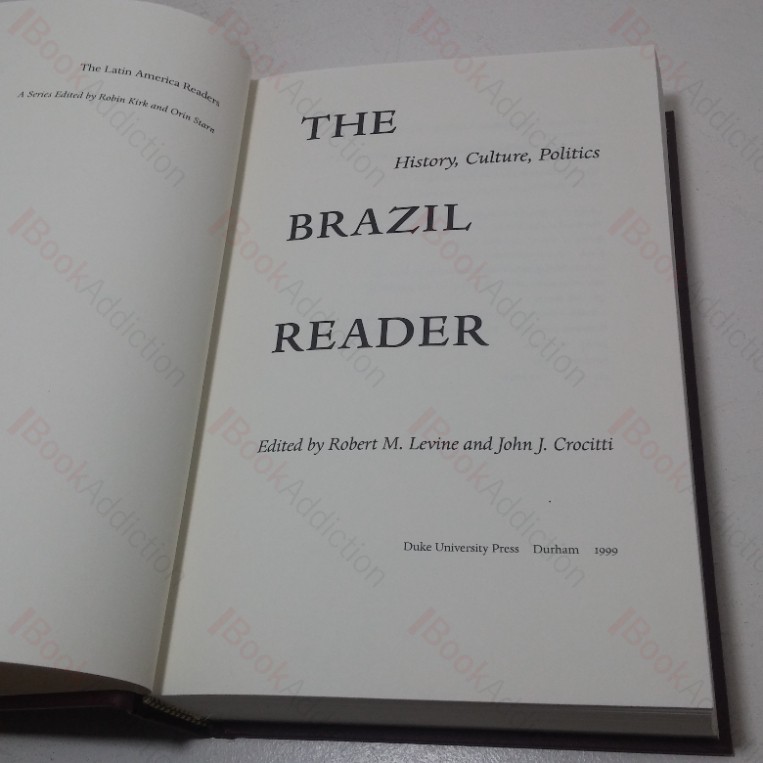 The Latin America Readers
A Series Edited by Robin Kirk and Orin Starn
THE
History, Culture, Politics
BRAZIL
READER
Edited by Robert M. Levine and John J. Crocitti
Duke University Press Durham 1999
BookAddiction